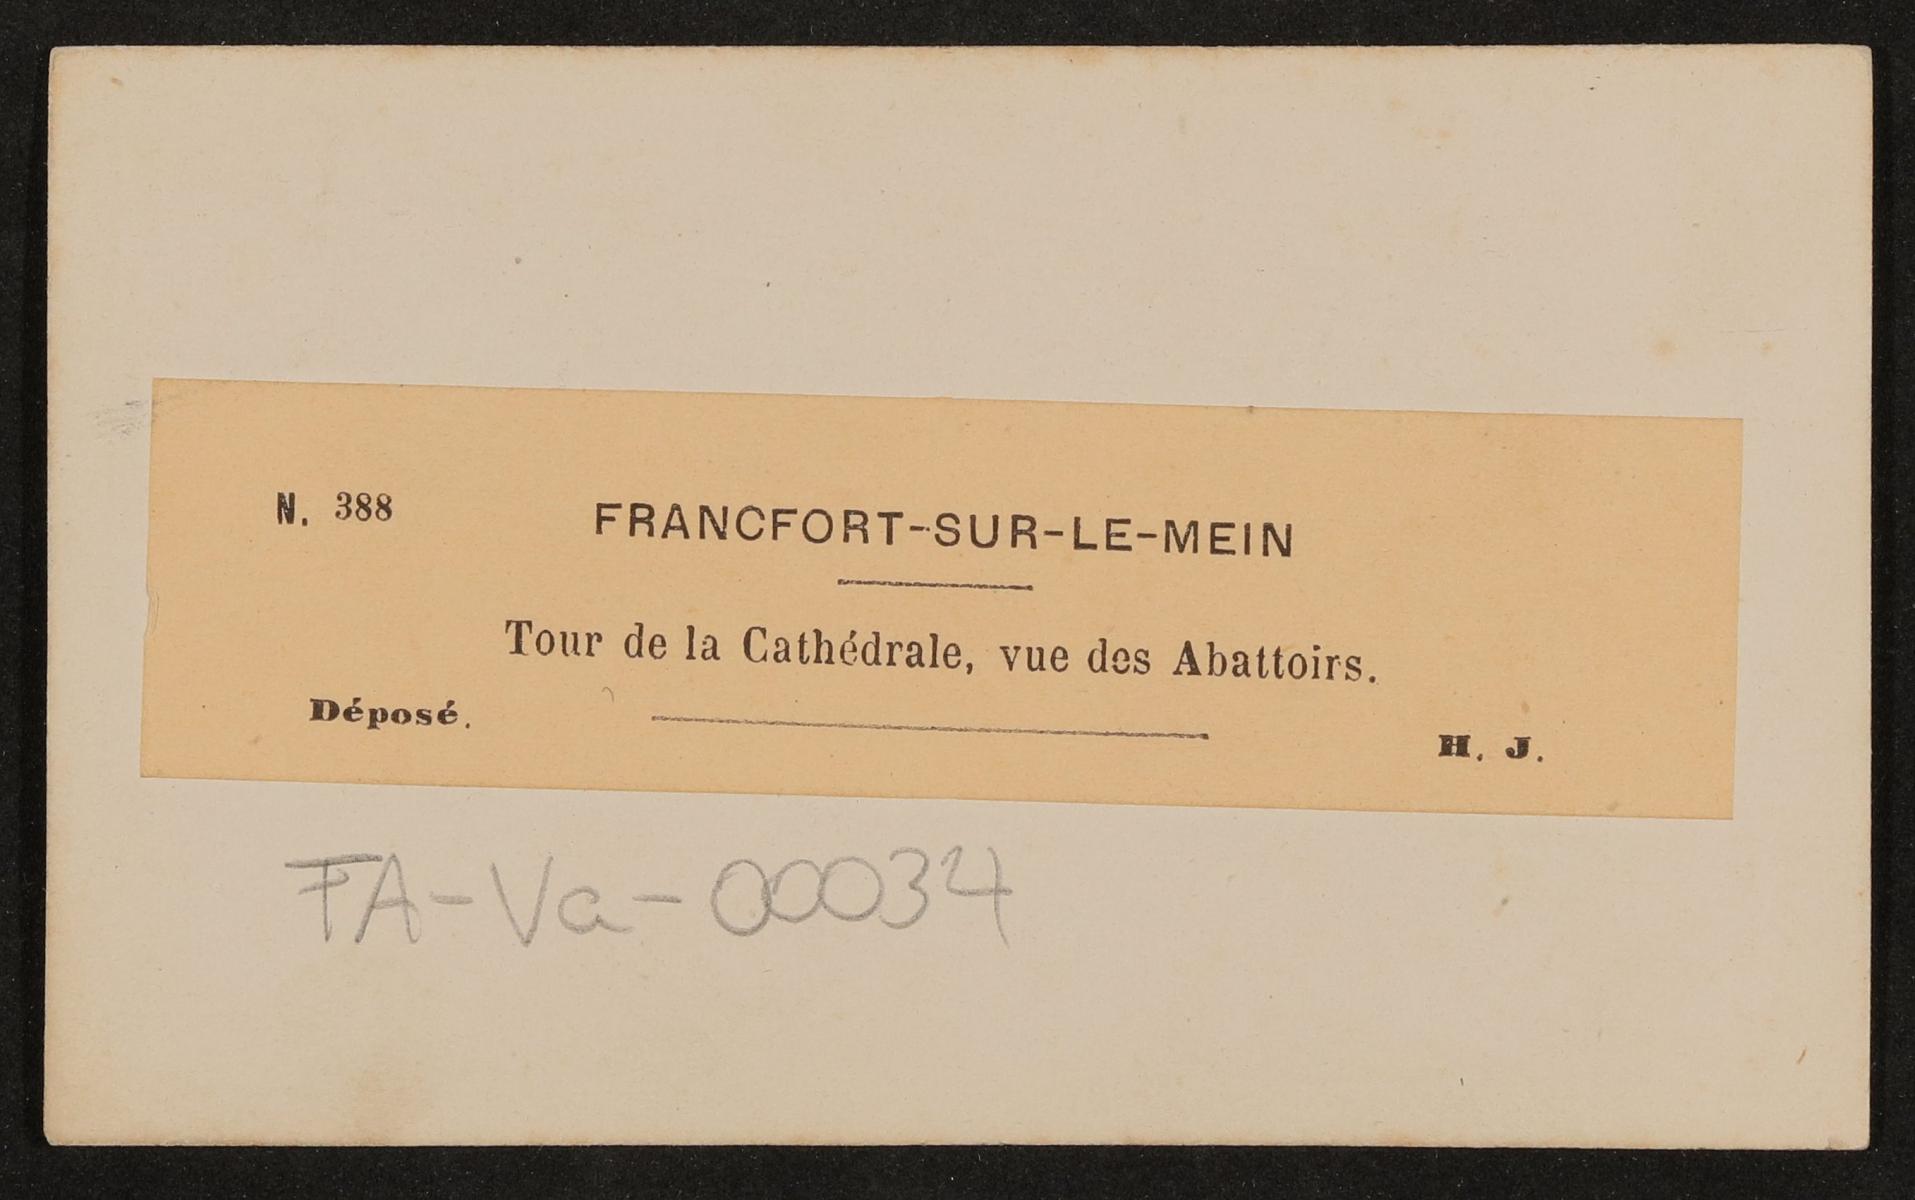 N. 388
FRANCFORT-SUR-LE-MEIN
Tour de la Cathédrale, vue des Abattoirs.
Déposé.
H. J.
FA-Va-00034